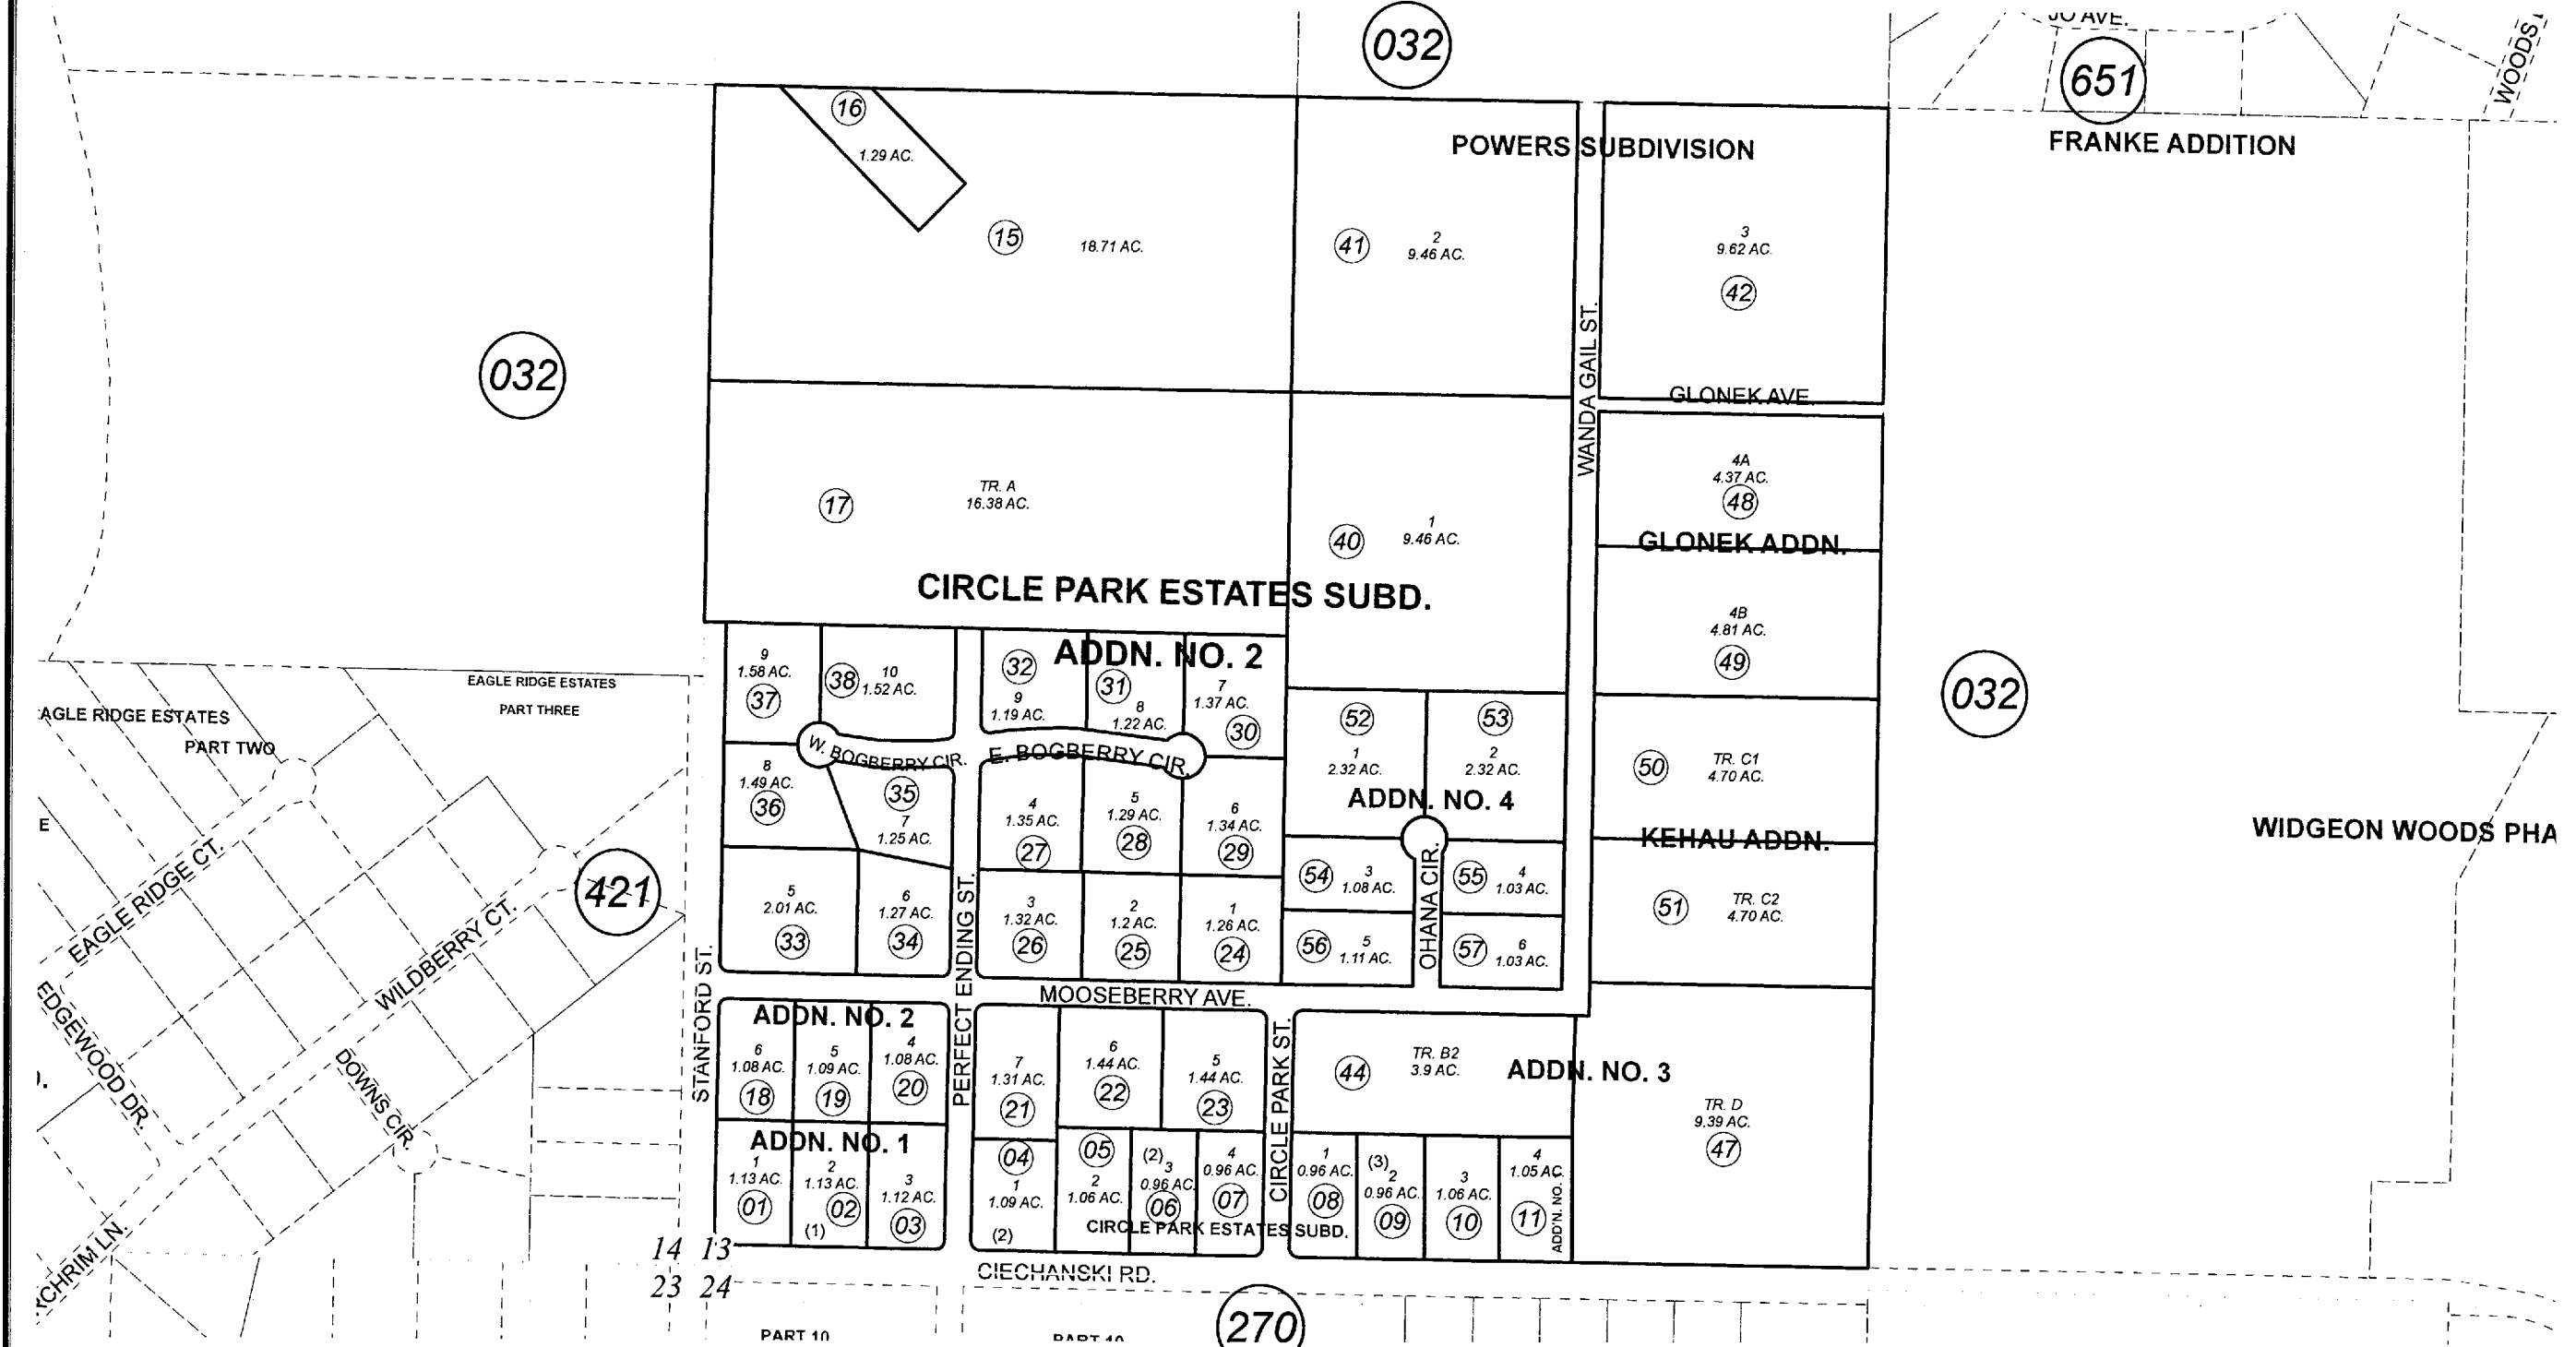 032
JO AVE.
651
WOODS
FRANKE ADDITION
16
1.29 AC.
POWERS SUBDIVISION
15
18.71 AC.
41
2
9.46 AC.
3
9.62 AC.
42
032
WANDA GAIL ST.
GLONEK AVE.
17
TR. A
16.38 AC.
40
1
9.46 AC.
4A
4.37 AC.
48
GLONEK ADDN.
CIRCLE PARK ESTATES SUBD.
4B
4.81 AC.
49
032
ADDN. NO. 2
9
1.58 AC.
37
38
10
1.52 AC.
32
9
1.19 AC.
31
8
1.22 AC.
7
1.37 AC.
30
EAGLE RIDGE ESTATES
PART THREE
AGLE RIDGE ESTATES
PART TWO
E
W. BOGBERRY CIR.
E. BOGBERRY CIR.
52
1
2.32 AC.
53
2
2.32 AC.
ADDN. NO. 4
50
TR. C1
4.70 AC.
KEHAU ADDN.
WIDGEON WOODS PHA
8
1.49 AC.
36
35
7
1.25 AC.
4
1.35 AC.
27
5
1.29 AC.
28
6
1.34 AC.
29
421
EAGLE RIDGE CT.
WILDBERRY CT.
54
3
1.08 AC.
OHANA CIR.
55
4
1.03 AC.
51
TR. C2
4.70 AC.
5
2.01 AC.
33
6
1.27 AC.
34
PERFECT ENDING ST.
3
1.32 AC.
26
2
1.2 AC.
25
1
1.26 AC.
24
56
5
1.11 AC.
57
6
1.03 AC.
STANFORD ST.
MOOSEBERRY AVE.
EDGEWOOD DR.
DOWNS CIR.
).
ADDN. NO. 2
6
1.08 AC.
18
5
1.09 AC.
19
4
1.08 AC.
20
7
1.31 AC.
21
6
1.44 AC.
22
5
1.44 AC.
23
CIRCLE PARK ST.
44
TR. B2
3.9 AC.
ADDN. NO. 3
TR. D
9.39 AC.
47
ADDN. NO. 1
1
1.13 AC.
01
2
1.13 AC.
02
(1)
3
1.12 AC.
03
04
1
1.09 AC.
(2)
05
2
1.06 AC.
(2)
3
0.96 AC.
06
4
0.96 AC.
07
CIRCLE PARK ESTATES SUBD.
1
0.96 AC.
08
(3)
2
0.96 AC.
09
3
1.06 AC.
10
4
1.05 AC.
11
ADD'N. NO. 1
YCHRIM LN.
14 13
23 24
CIECHANSKI RD.
270
PART 10
PART 10